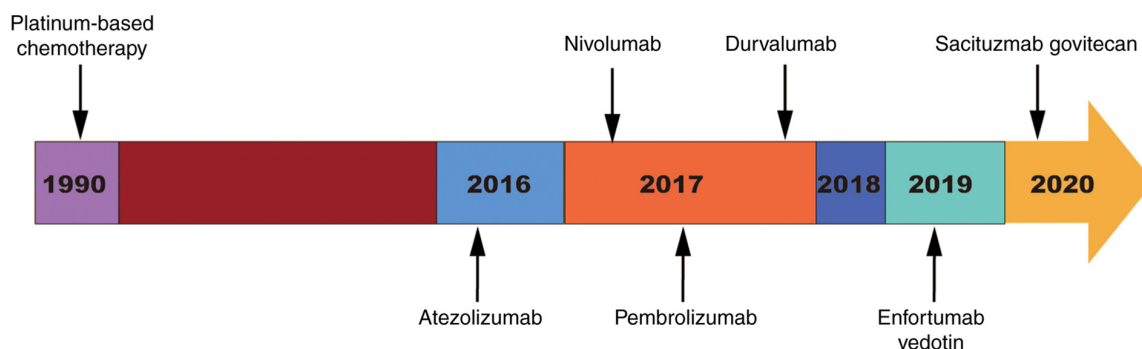 Platinum-based
chemotherapy
Nivolumab
Durvalumab
Sacituzmab govitecan
1990
2016
2017
2018
2019
2020
Atezolizumab
Pembrolizumab
Enfortumab
vedotin